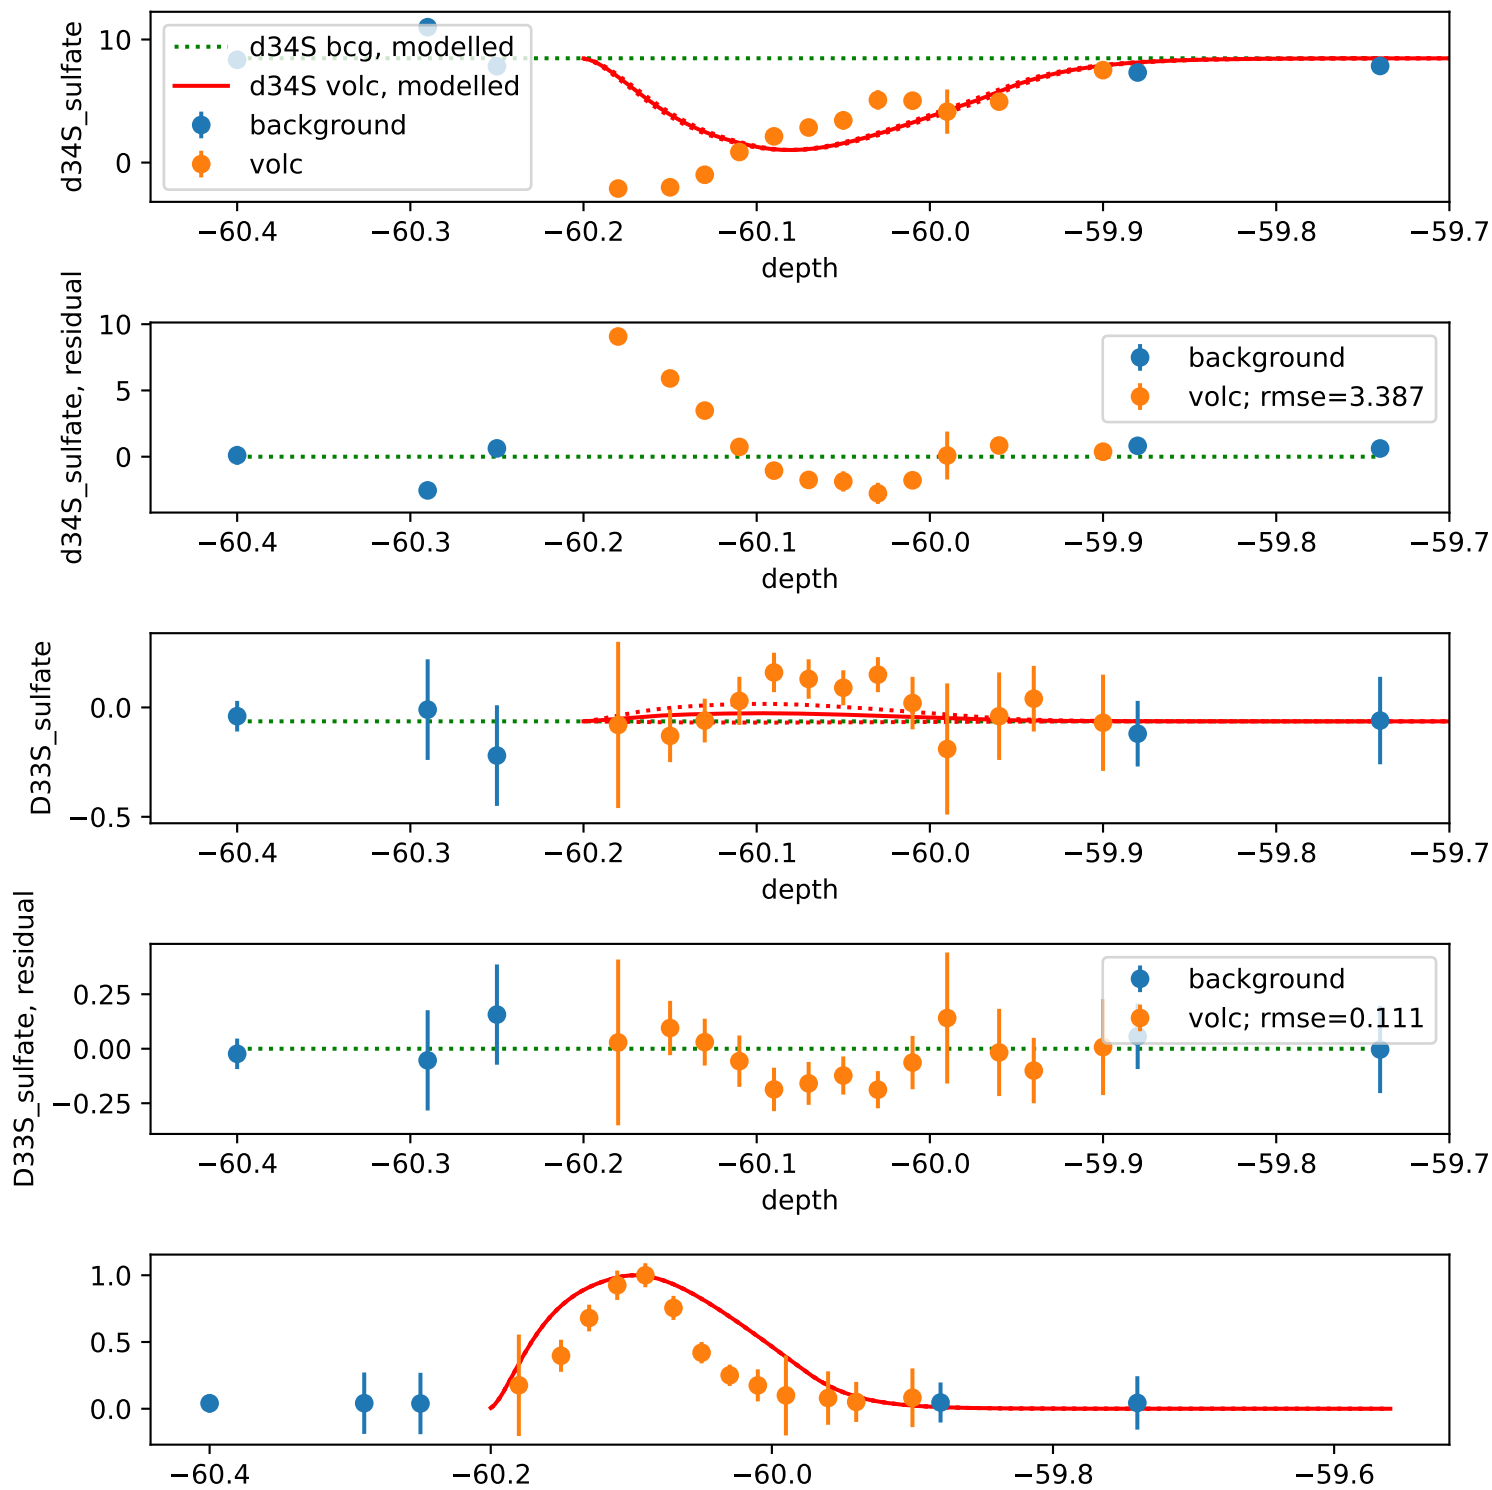 d34S_sulfate
10
0
d34S bcg, modelled
d34S volc, modelled
background
volc
−60.4 −60.3 −60.2 −60.1 −60.0 −59.9 −59.8 −59.7
depth
d34S_sulfate, residual
10
5
0
background
volc; rmse=3.387
−60.4 −60.3 −60.2 −60.1 −60.0 −59.9 −59.8 −59.7
depth
D33S_sulfate
0.0
−0.5
−60.4 −60.3 −60.2 −60.1 −60.0 −59.9 −59.8 −59.7
depth
D33S_sulfate, residual
0.25
0.00
−0.25
background
volc; rmse=0.111
−60.4 −60.3 −60.2 −60.1 −60.0 −59.9 −59.8 −59.7
depth
1.0
0.5
0.0
−60.4 −60.2 −60.0 −59.8 −59.6